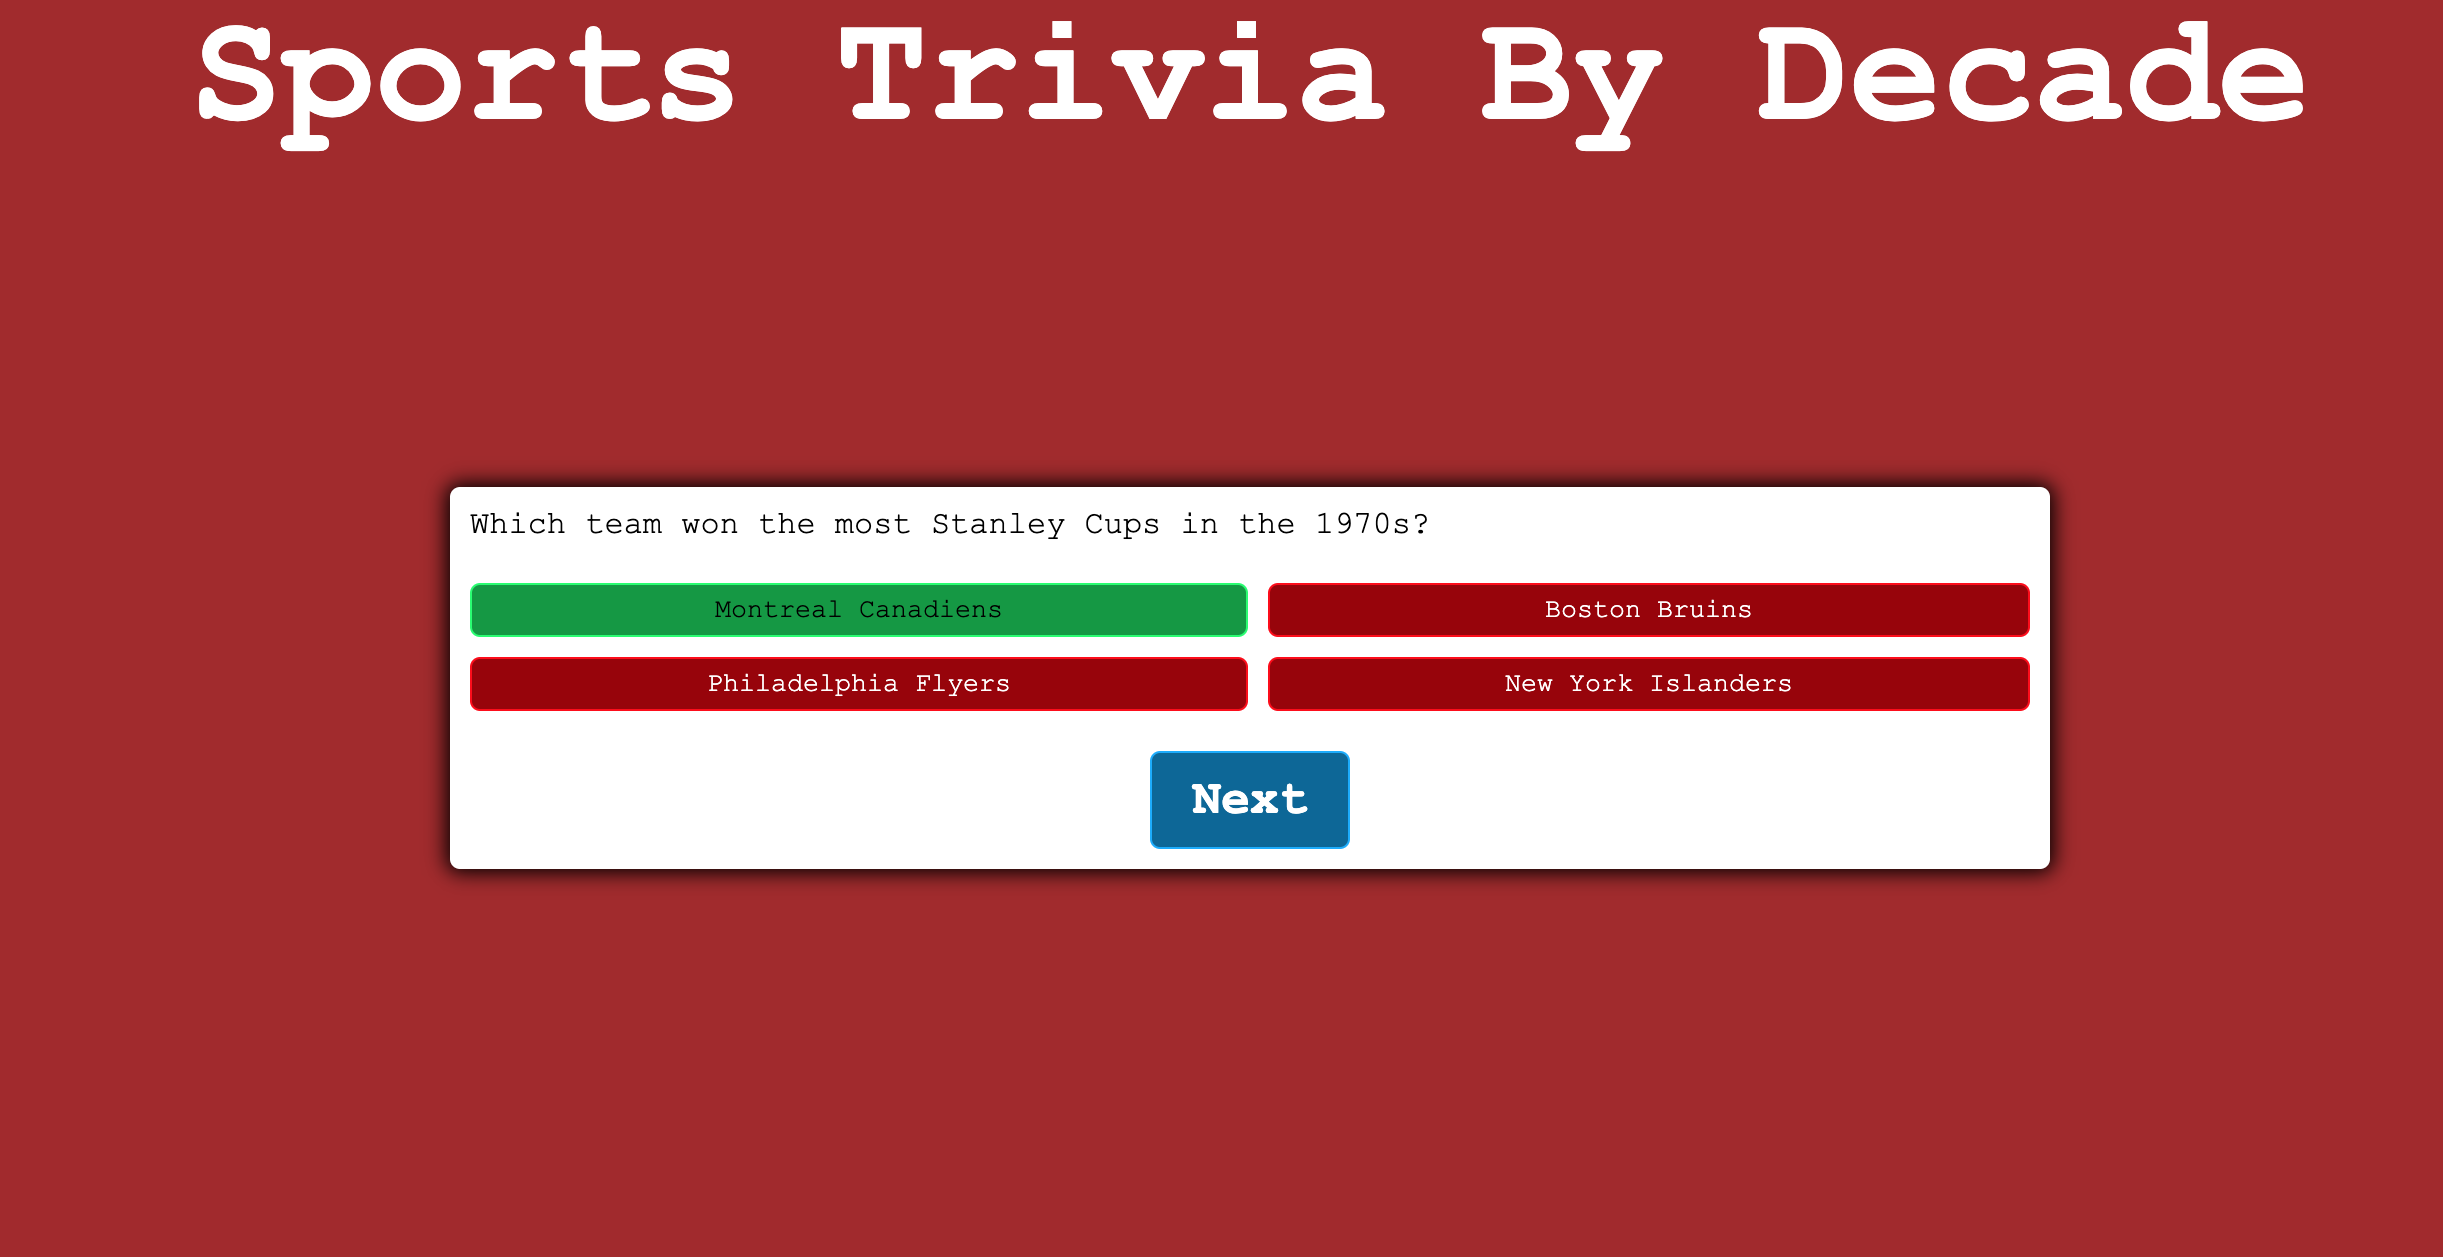 Sports Trivia By Decade
Which team won the most Stanley Cups in the 1970s?
Montreal Canadiens
Boston Bruins
Philadelphia Flyers
New York Islanders
Next